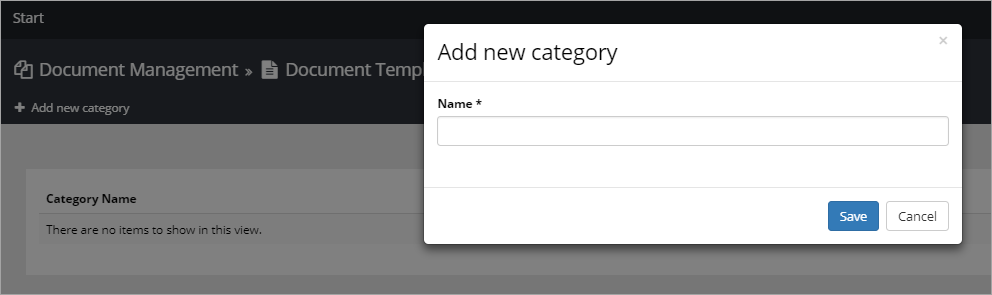 Start
Document Management » Document Templ
+ Add new category
Category Name
There are no items to show in this view.
Add new category
×
Name *
Save
Cancel